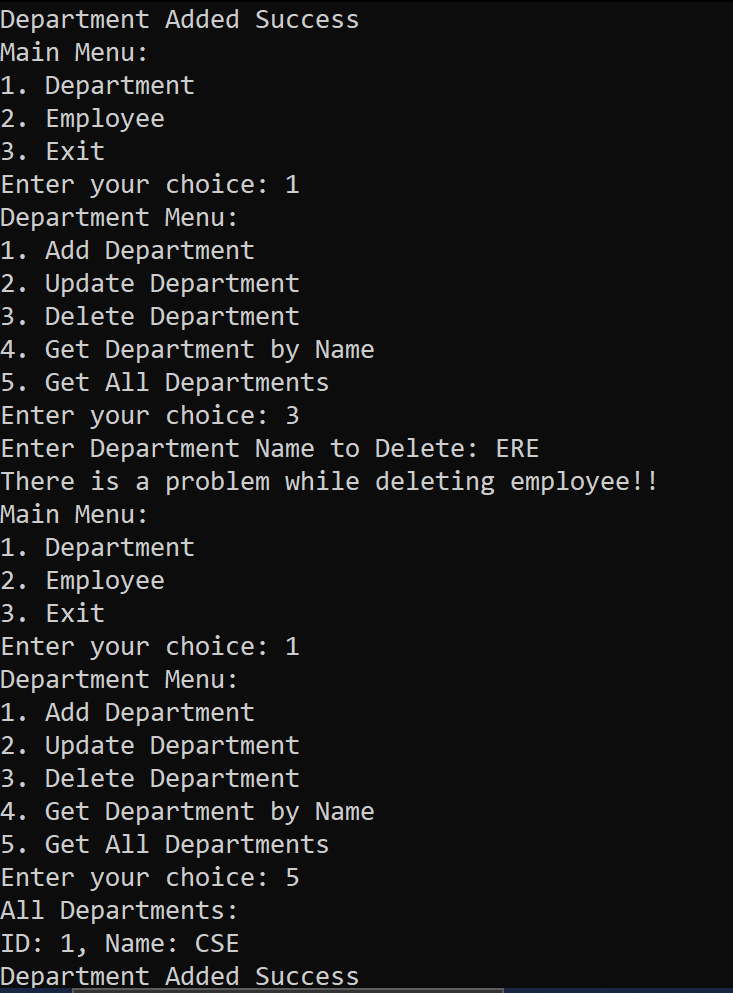 Department Added Success
Main Menu:
1. Department
2. Employee
3. Exit
Enter your choice: 1
Department Menu:
1. Add Department
2. Update Department
3. Delete Department
4. Get Department by Name
5. Get All Departments
Enter your choice: 3
Enter Department Name to Delete: ERE
There is a problem while deleting employee!!
Main Menu:
1. Department
2. Employee
3. Exit
Enter your choice: 1
Department Menu:
1. Add Department
2. Update Department
3. Delete Department
4. Get Department by Name
5. Get All Departments
Enter your choice: 5
All Departments:
ID: 1, Name: CSE
Department Added Success